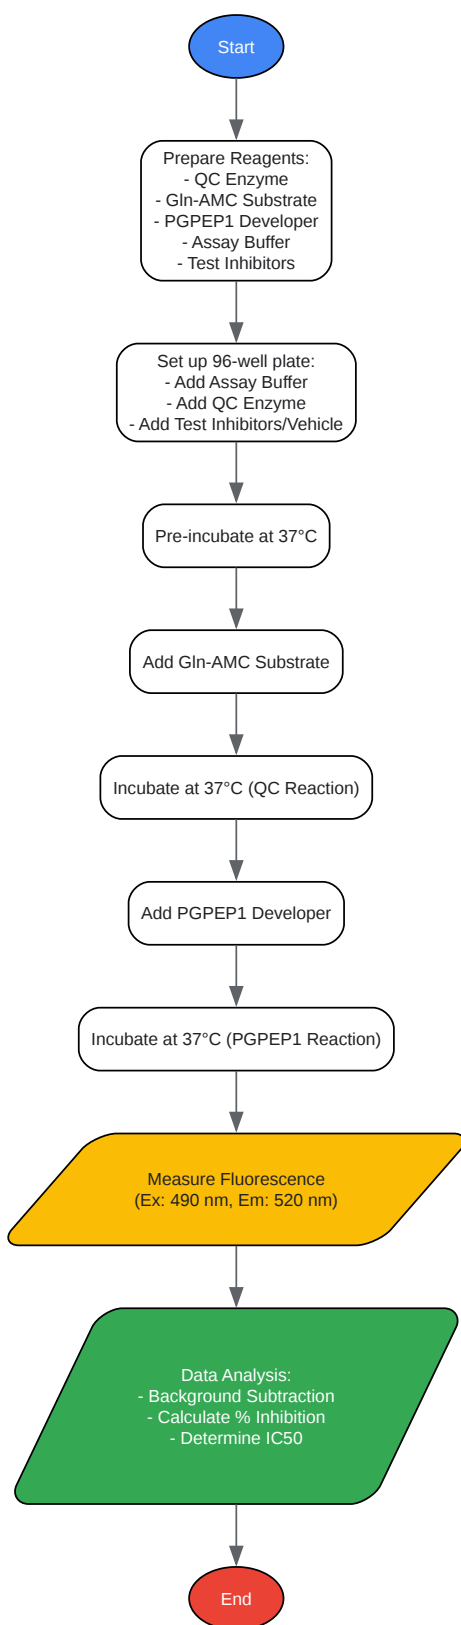 Start
Prepare Reagents:
- QC Enzyme
- Gln-AMC Substrate
- PGPEP1 Developer
- Assay Buffer
- Test Inhibitors
Set up 96-well plate:
- Add Assay Buffer
- Add QC Enzyme
- Add Test Inhibitors/Vehicle
Pre-incubate at 37°C
Add Gln-AMC Substrate
Incubate at 37°C (QC Reaction)
Add PGPEP1 Developer
Incubate at 37°C (PGPEP1 Reaction)
Measure Fluorescence
(Ex: 490 nm, Em: 520 nm)
Data Analysis:
- Background Subtraction
- Calculate % Inhibition
- Determine IC50
End